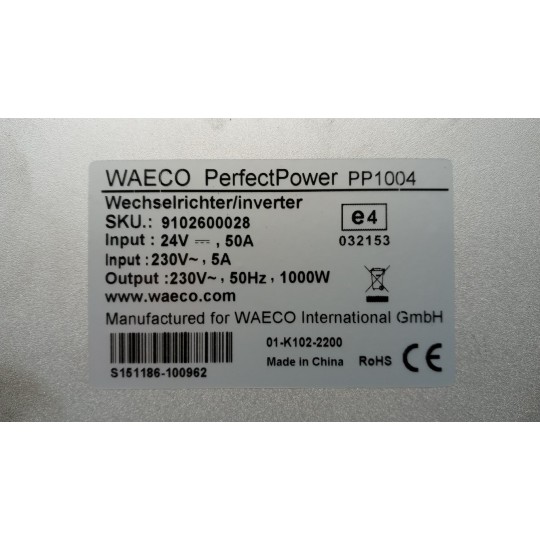 WAECO PerfectPower PP1004
Wechselrichter/inverter
SKU.: 9102600028
e4
Input : 24V ⎓ , 50A
032153
Input : 230V~ , 5A
Output : 230V~ , 50Hz , 1000W
www.waeco.com
Manufactured for WAECO International GmbH
01-K102-2200
Made in China RoHS CE
S151186-100962